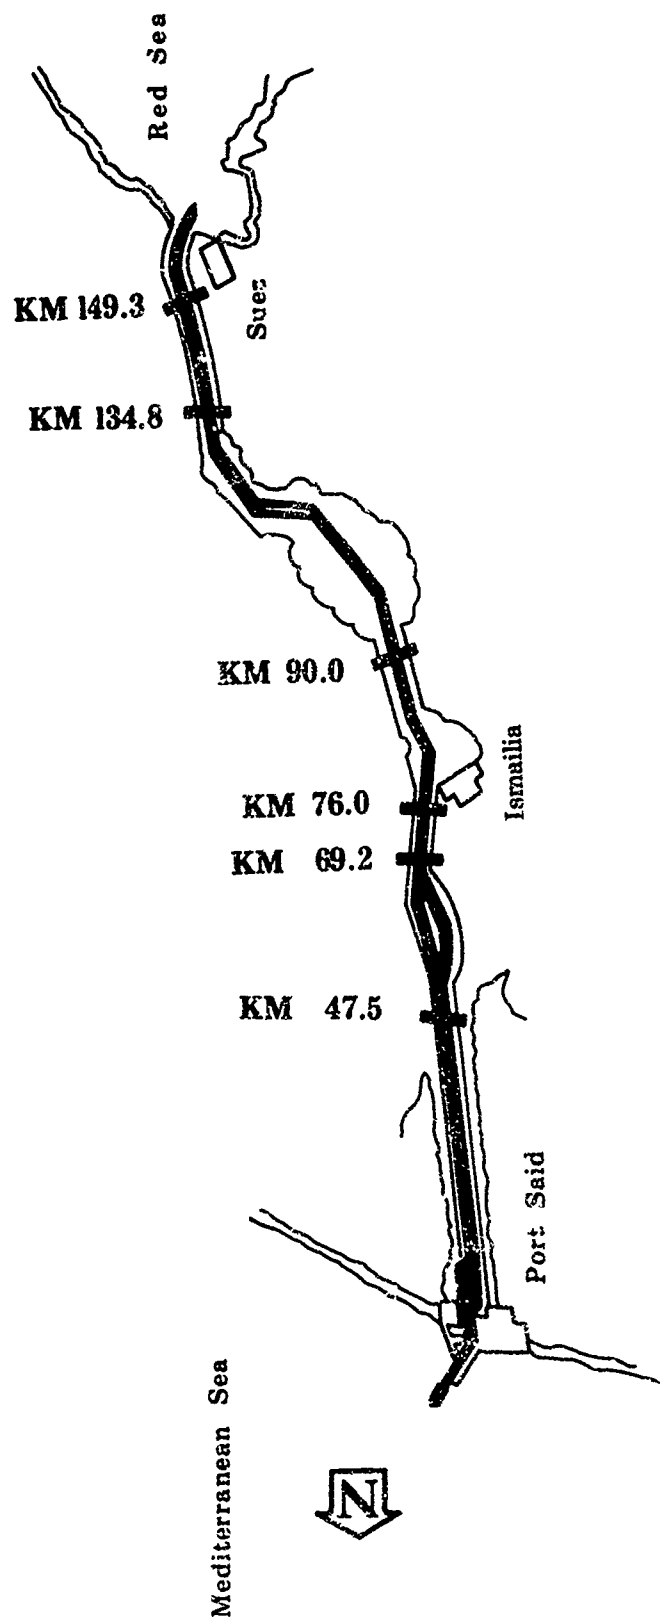 Red Sea
KM 149.3
Suez
KM 134.8
KM 90.0
Ismailia
KM 76.0
KM 69.2
KM 47.5
Port Said
Mediterranean Sea
N